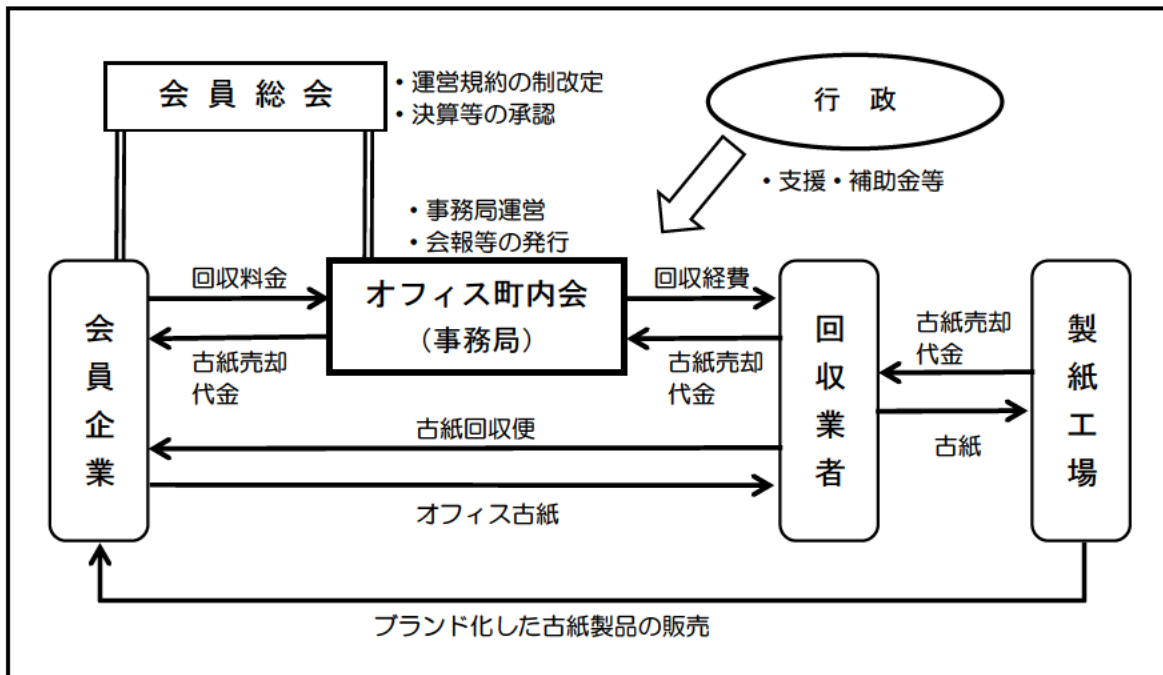 会員総会
・運営規約の制改定
・決算等の承認
行政
・支援・補助金等
・事務局運営
・会報等の発行
会員企業
回収料金
オフィス町内会
（事務局）
回収経費
回収業者
製紙工場
古紙売却
代金
古紙売却
代金
古紙売却
代金
古紙回収便
古紙
オフィス古紙
ブランド化した古紙製品の販売